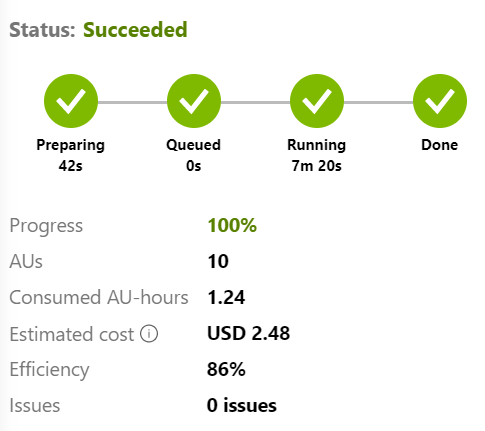 Status: Succeeded
Preparing Queued Running Done
42s 0s 7m 20s
Progress 100%
AUs 10
Consumed AU-hours 1.24
Estimated cost USD 2.48
Efficiency 86%
Issues 0 issues